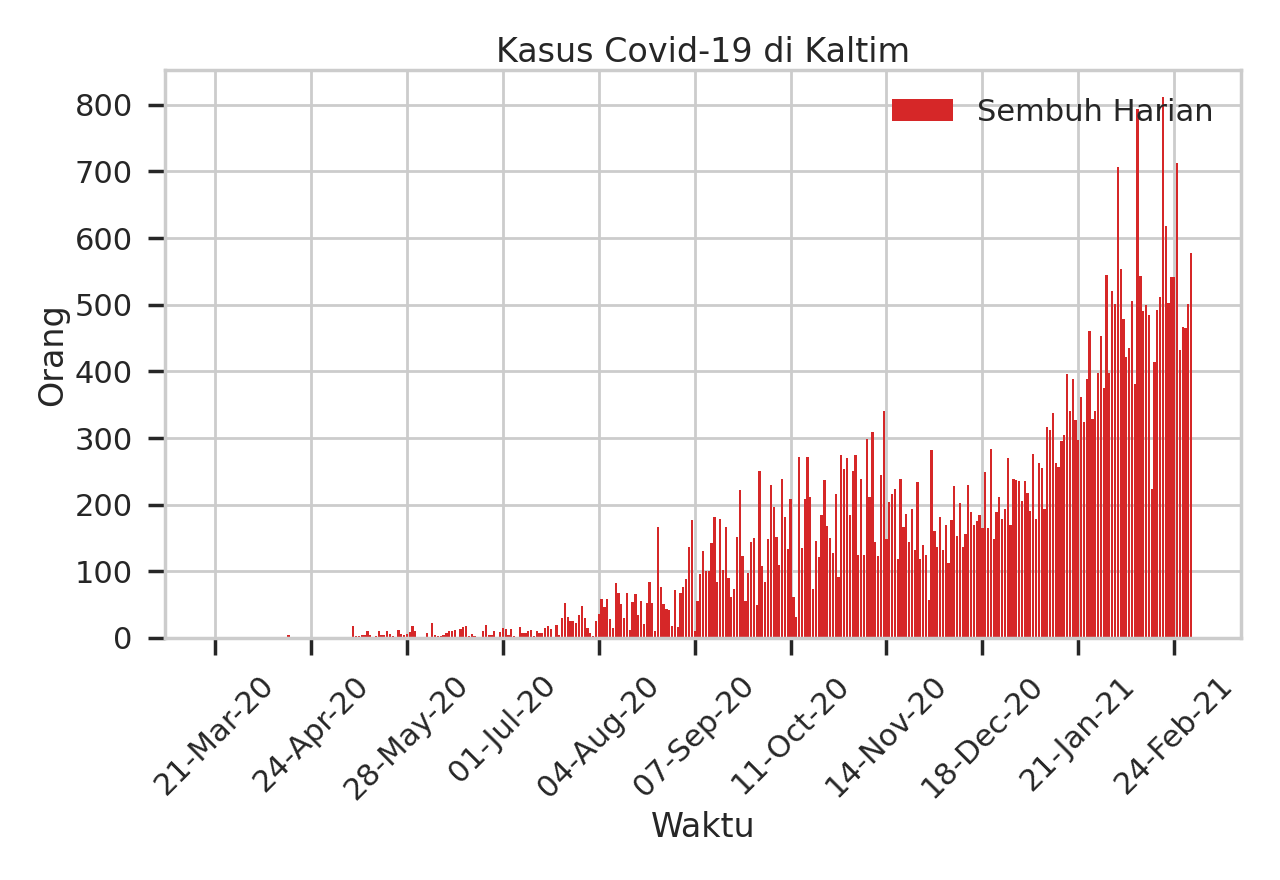 Kasus Covid-19 di Kaltim
Sembuh Harian
Orang
800
700
600
500
400
300
200
100
0
21-Mar-20
24-Apr-20
28-May-20
01-Jul-20
04-Aug-20
07-Sep-20
11-Oct-20
14-Nov-20
18-Dec-20
21-Jan-21
24-Feb-21
Waktu